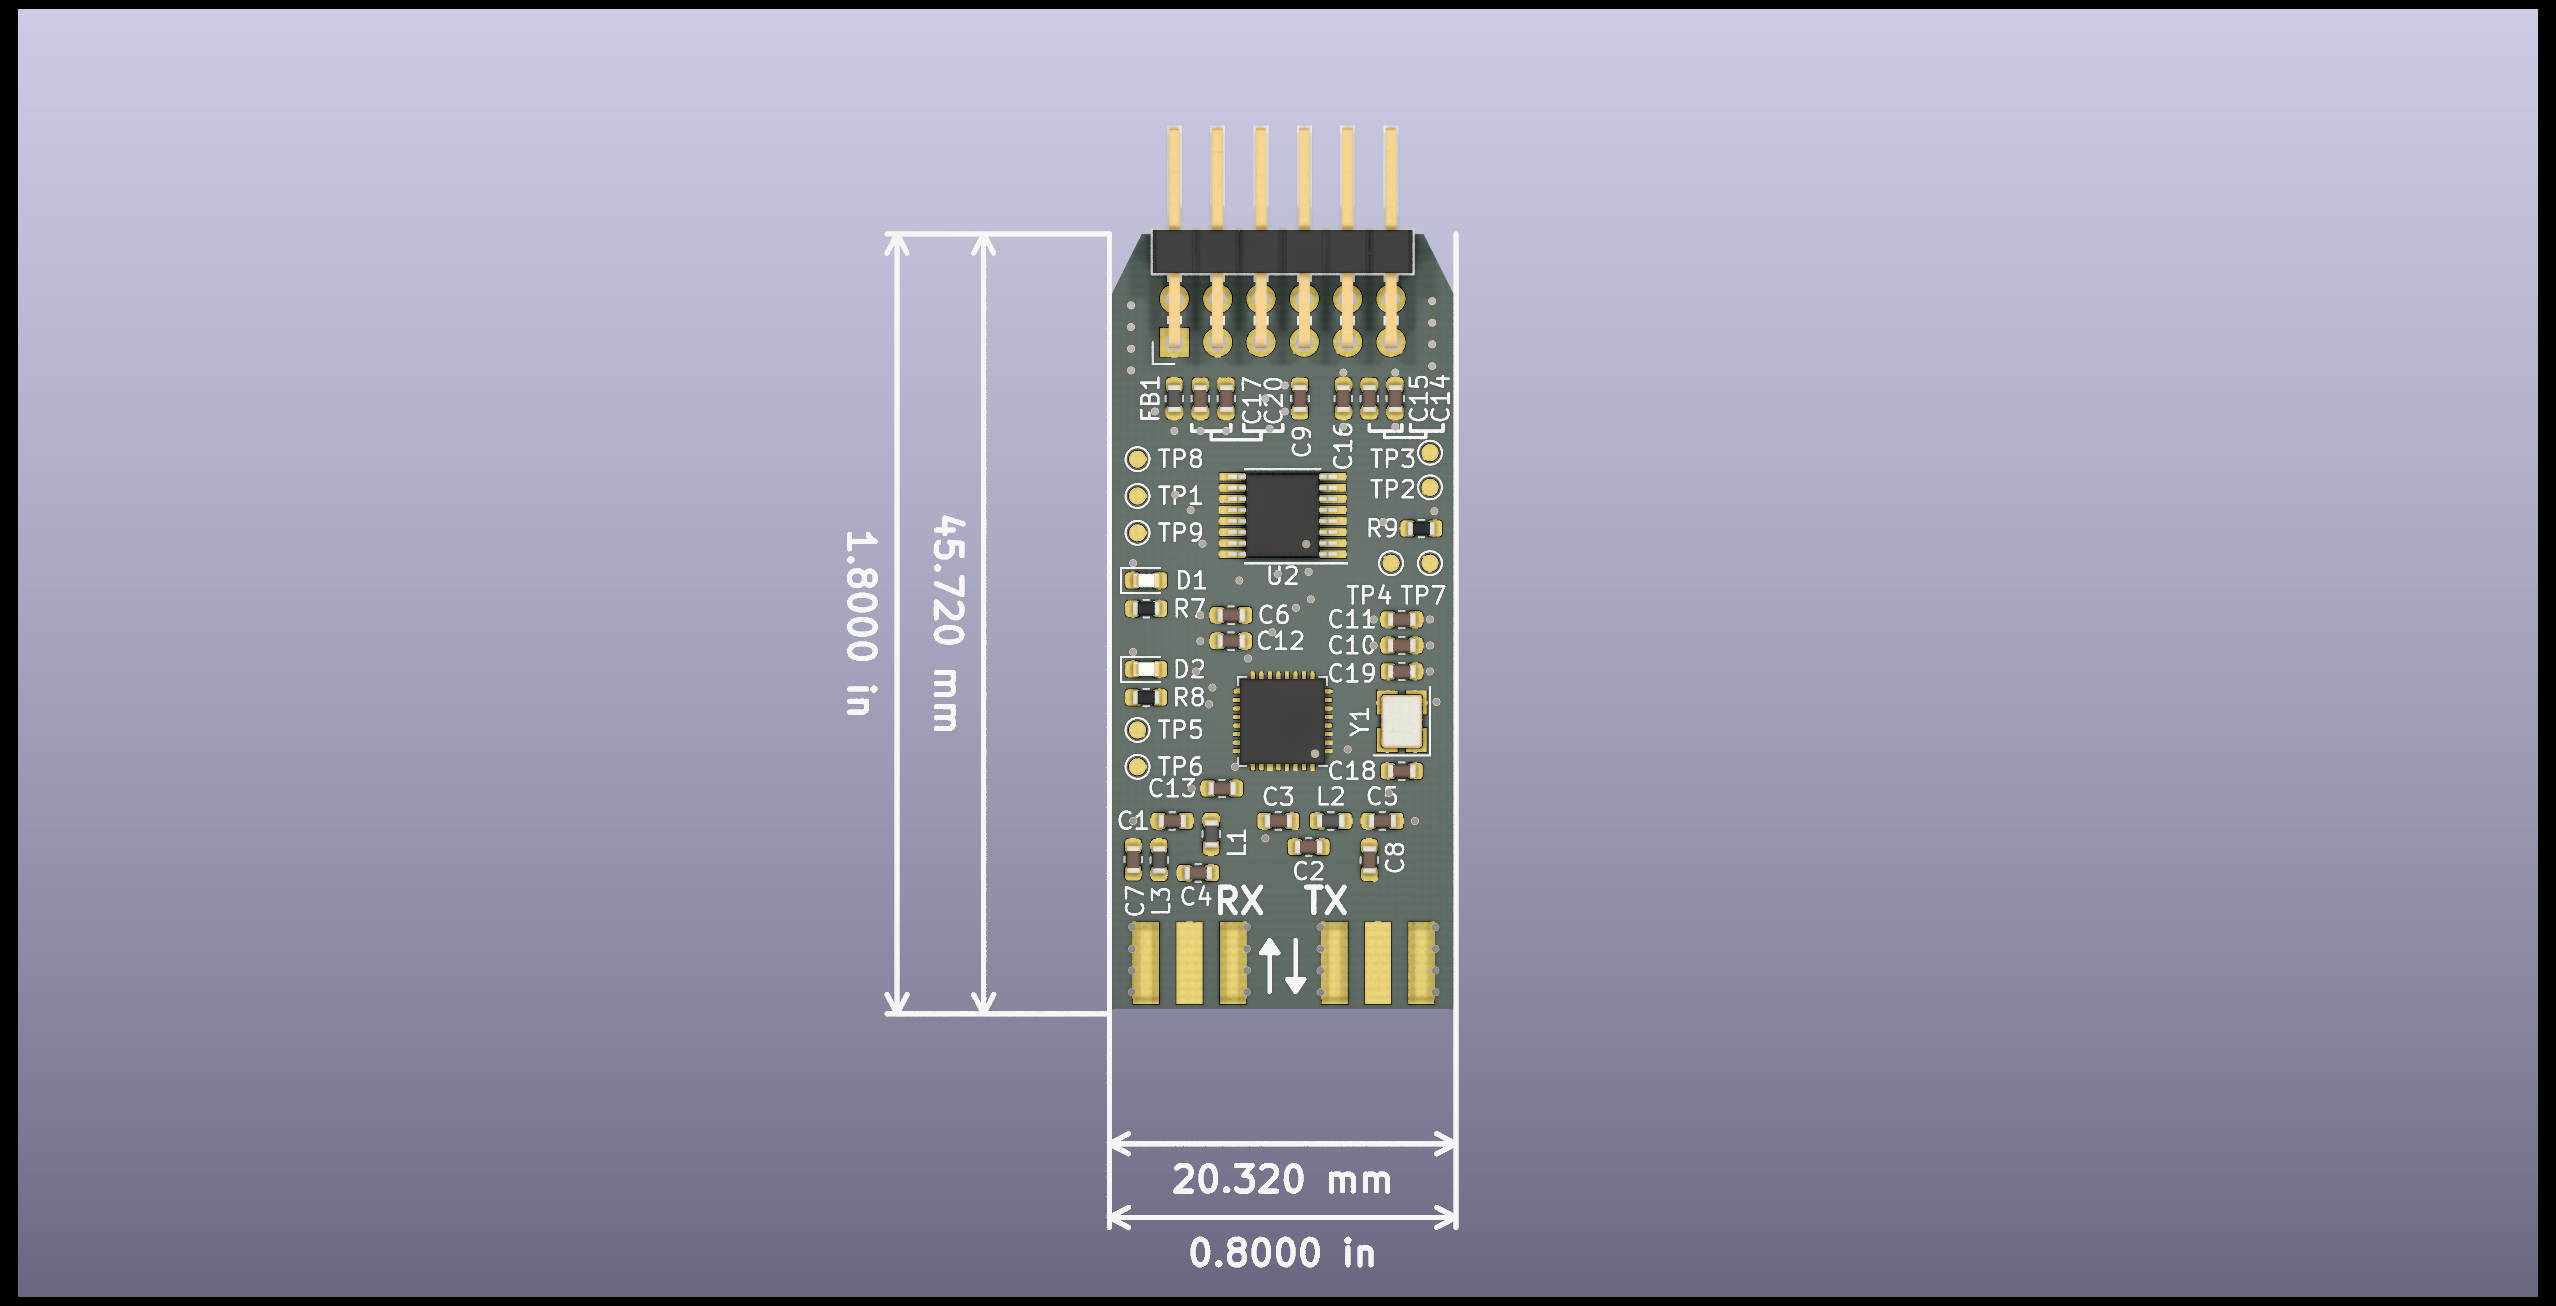 FB1
C17
C20
C9
C16
C15
C14
TP8
TP3
TP1
TP2
TP9
R9
U2
D1
TP4 TP7
R7
C6
C11
C12
C10
D2
C19
R8
Y1
TP5
TP6
C18
C13
C3 L2 C5
C1
L1
C2
C8
C7
L3
C4
RX TX
45.720 mm
1.8000 in
20.320 mm
0.8000 in